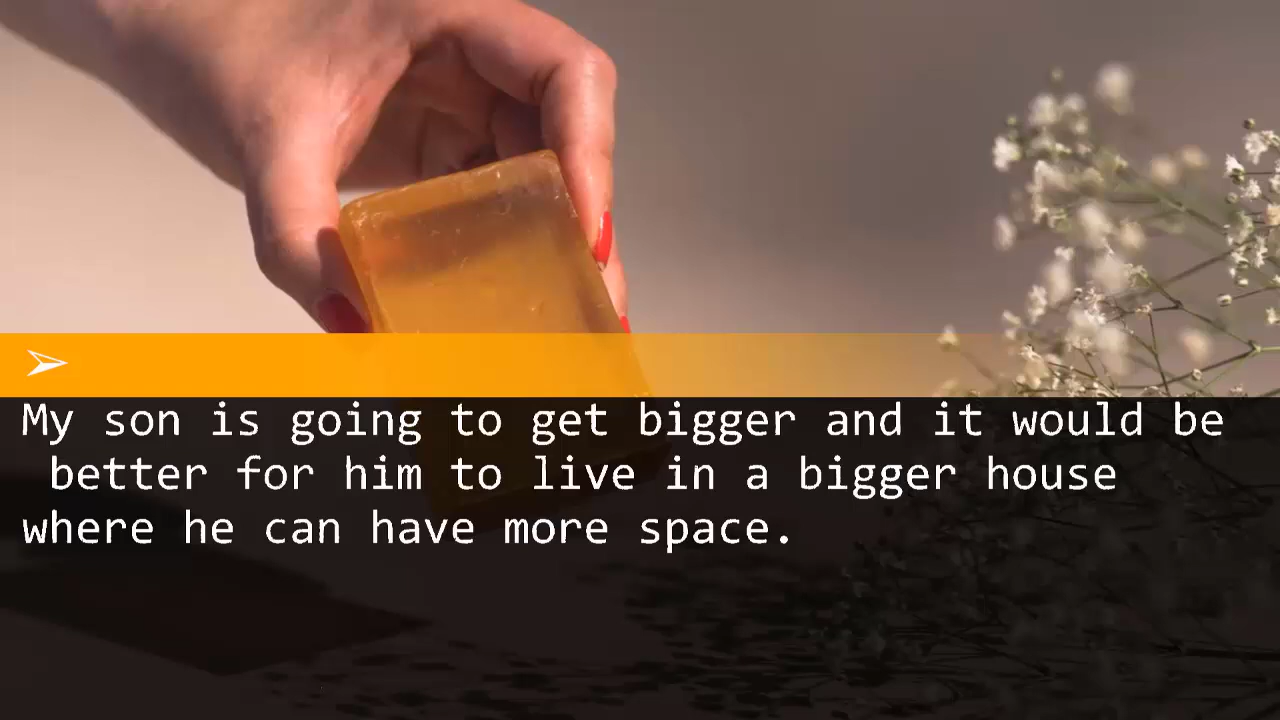 My son is going to get bigger and it would be
better for him to live in a bigger house
where he can have more space.